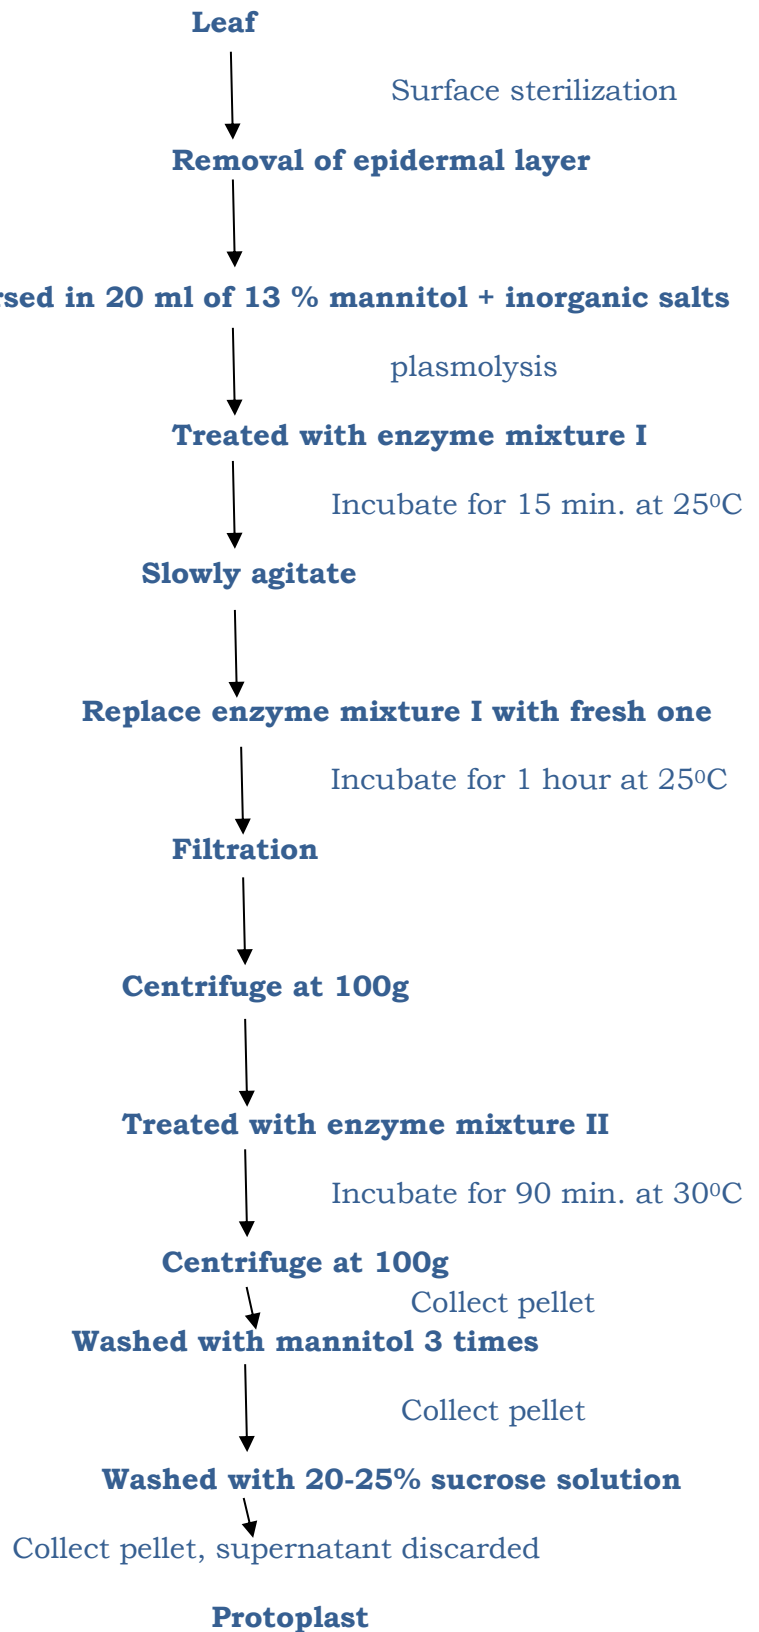 Leaf
Surface sterilization
Removal of epidermal layer
in 20 ml of 13 % mannitol + inorganic salts
plasmolysis
Treated with enzyme mixture I
Incubate for 15 min. at 25⁰C
Slowly agitate
Replace enzyme mixture I with fresh one
Incubate for 1 hour at 25⁰C
Filtration
Centrifuge at 100g
Treated with enzyme mixture II
Incubate for 90 min. at 30⁰C
Centrifuge at 100g
Collect pellet
Washed with mannitol 3 times
Collect pellet
Washed with 20-25% sucrose solution
Collect pellet, supernatant discarded
Protoplast